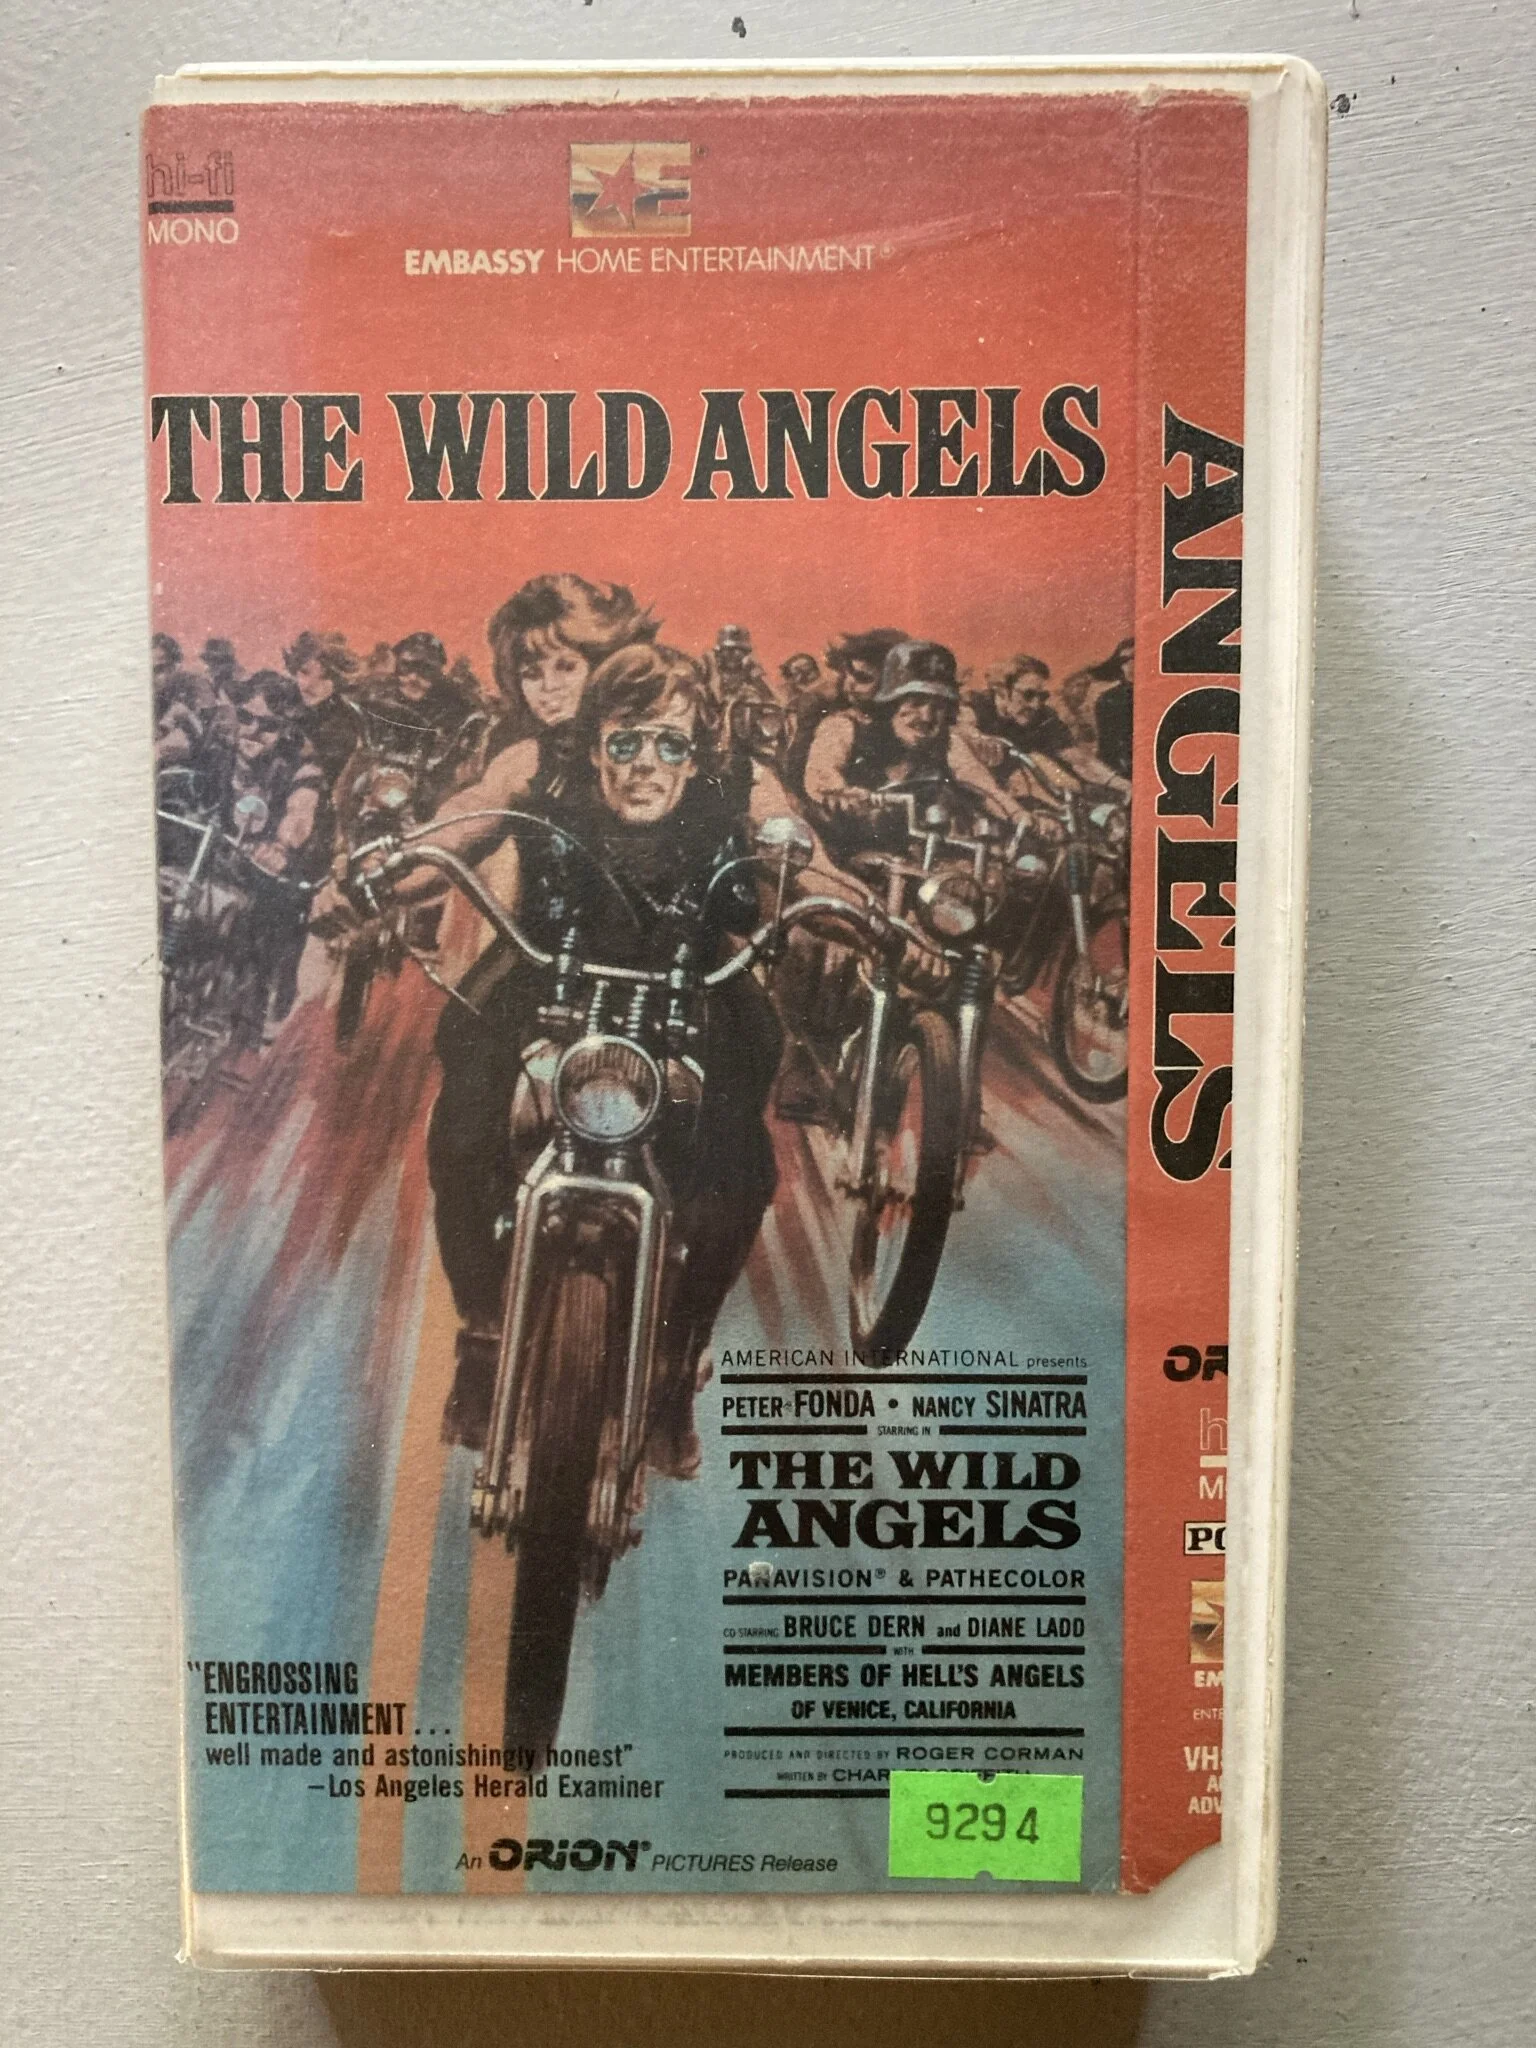 hi-fi
MONO
E
EMBASSY HOME ENTERTAINMENT®
THE WILD ANGELS
ANGELS
AMERICAN INTERNATIONAL presents
PETER FONDA • NANCY SINATRA
STARRING IN
THE WILD
ANGELS
PANAVISION® & PATHECOLOR
CO-STARRING BRUCE DERN and DIANE LADD
WITH
MEMBERS OF HELL'S ANGELS
OF VENICE, CALIFORNIA
PRODUCED AND DIRECTED BY ROGER CORMAN
WRITTEN BY
9294
"ENGROSSING
ENTERTAINMENT...
well made and astonishingly honest"
—Los Angeles Herald Examiner
An ORION® PICTURES Release